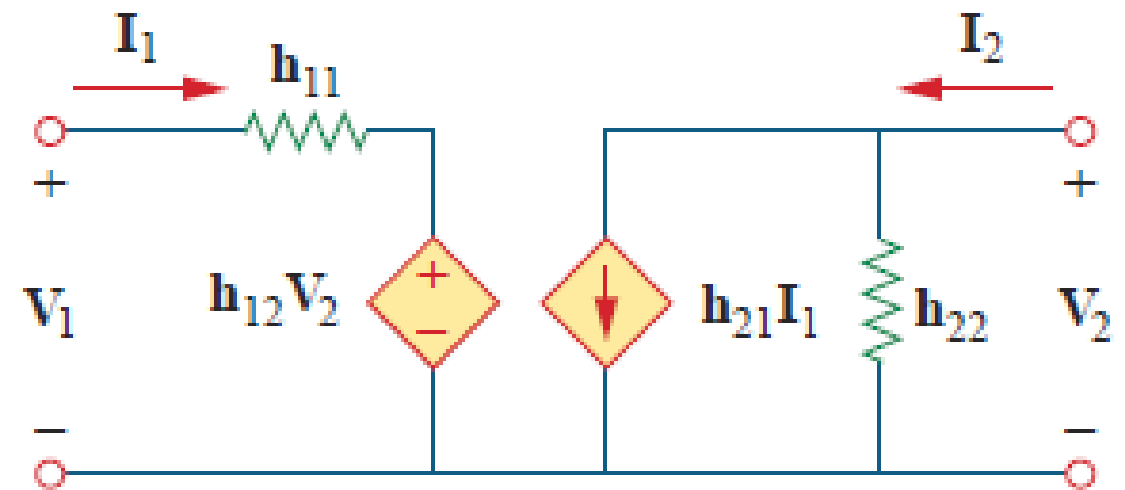 I₁
h₁₁
I₂
+
+
V₁
h₁₂V₂
+
−
h₂₁I₁
h₂₂
V₂
−
−